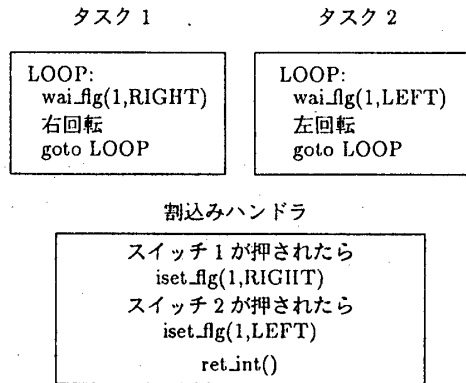 タスク 1
タスク 2
LOOP:
wai_flg(1,RIGHT)
右回転
goto LOOP
LOOP:
wai_flg(1,LEFT)
左回転
goto LOOP
割込みハンドラ
スイッチ 1 が押されたら
iset_flg(1,RIGHT)
スイッチ 2 が押されたら
iset_flg(1,LEFT)
ret_int()